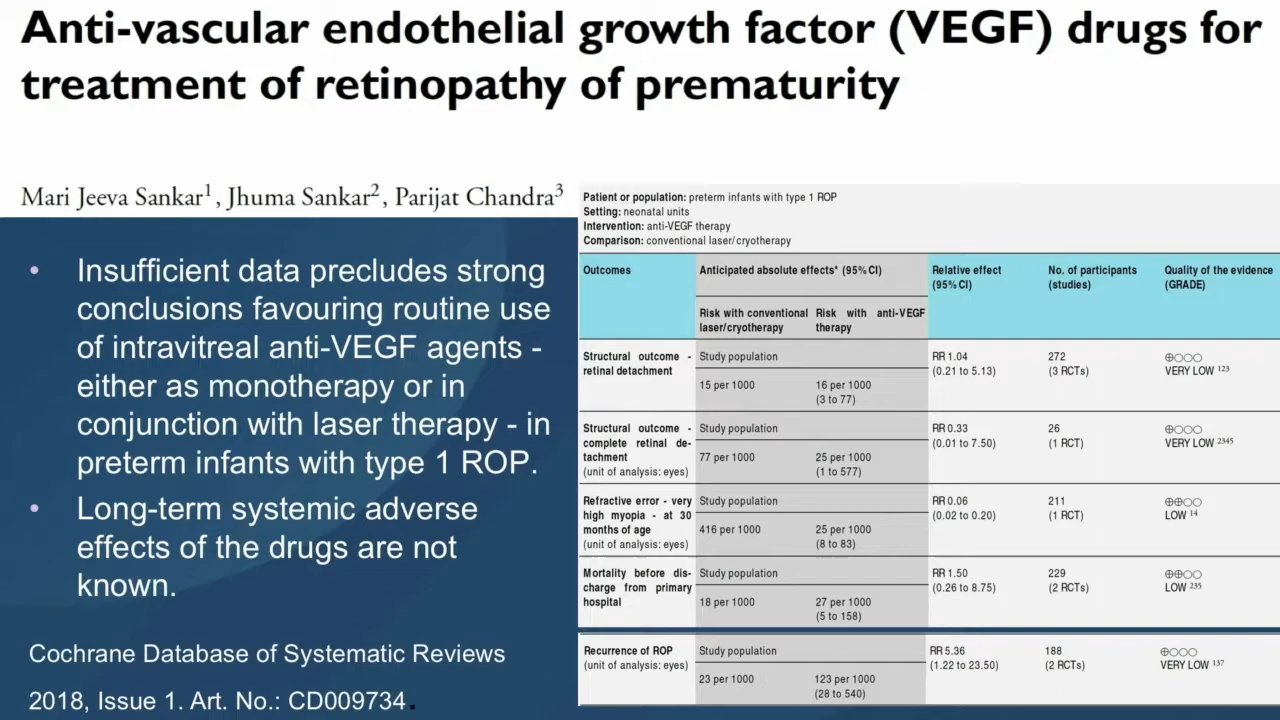 Anti-vascular endothelial growth factor (VEGF) drugs for
treatment of retinopathy of prematurity
Mari Jeeva Sankar1, Jhuma Sankar2, Parijat Chandra3
• Insufficient data precludes strong
conclusions favouring routine use
of intravitreal anti-VEGF agents -
either as monotherapy or in
conjunction with laser therapy - in
preterm infants with type 1 ROP.
• Long-term systemic adverse
effects of the drugs are not
known.
Cochrane Database of Systematic Reviews
2018, Issue 1. Art. No.: CD009734.
Patient or population: preterm infants with type 1 ROP
Setting: neonatal units
Intervention: anti-VEGF therapy
Comparison: conventional laser/cryotherapy
Outcomes Anticipated absolute effects* (95% CI) Relative effect No. of participants Quality of the evidence
(95% CI) (studies) (GRADE)
Risk with conventional Risk with anti-VEGF
laser/cryotherapy therapy
Structural outcome - Study population RR 1.04 272 ⊕○○○
retinal detachment (0.21 to 5.13) (3 RCTs) VERY LOW 123
15 per 1000 16 per 1000
(3 to 77)
Structural outcome - Study population RR 0.33 26 ⊕○○○
complete retinal de- (0.01 to 7.50) (1 RCT) VERY LOW 2345
tachment 77 per 1000 25 per 1000
(unit of analysis: eyes) (1 to 577)
Refractive error - very Study population RR 0.06 211 ⊕⊕○○
high myopia - at 30 (0.02 to 0.20) (1 RCT) LOW 14
months of age 416 per 1000 25 per 1000
(unit of analysis: eyes) (8 to 83)
Mortality before dis- Study population RR 1.50 229 ⊕⊕○○
charge from primary (0.26 to 8.75) (2 RCTs) LOW 235
hospital 18 per 1000 27 per 1000
(5 to 158)
Recurrence of ROP Study population RR 5.36 188 ⊕○○○
(unit of analysis: eyes) (1.22 to 23.50) (2 RCTs) VERY LOW 137
23 per 1000 123 per 1000
(28 to 540)